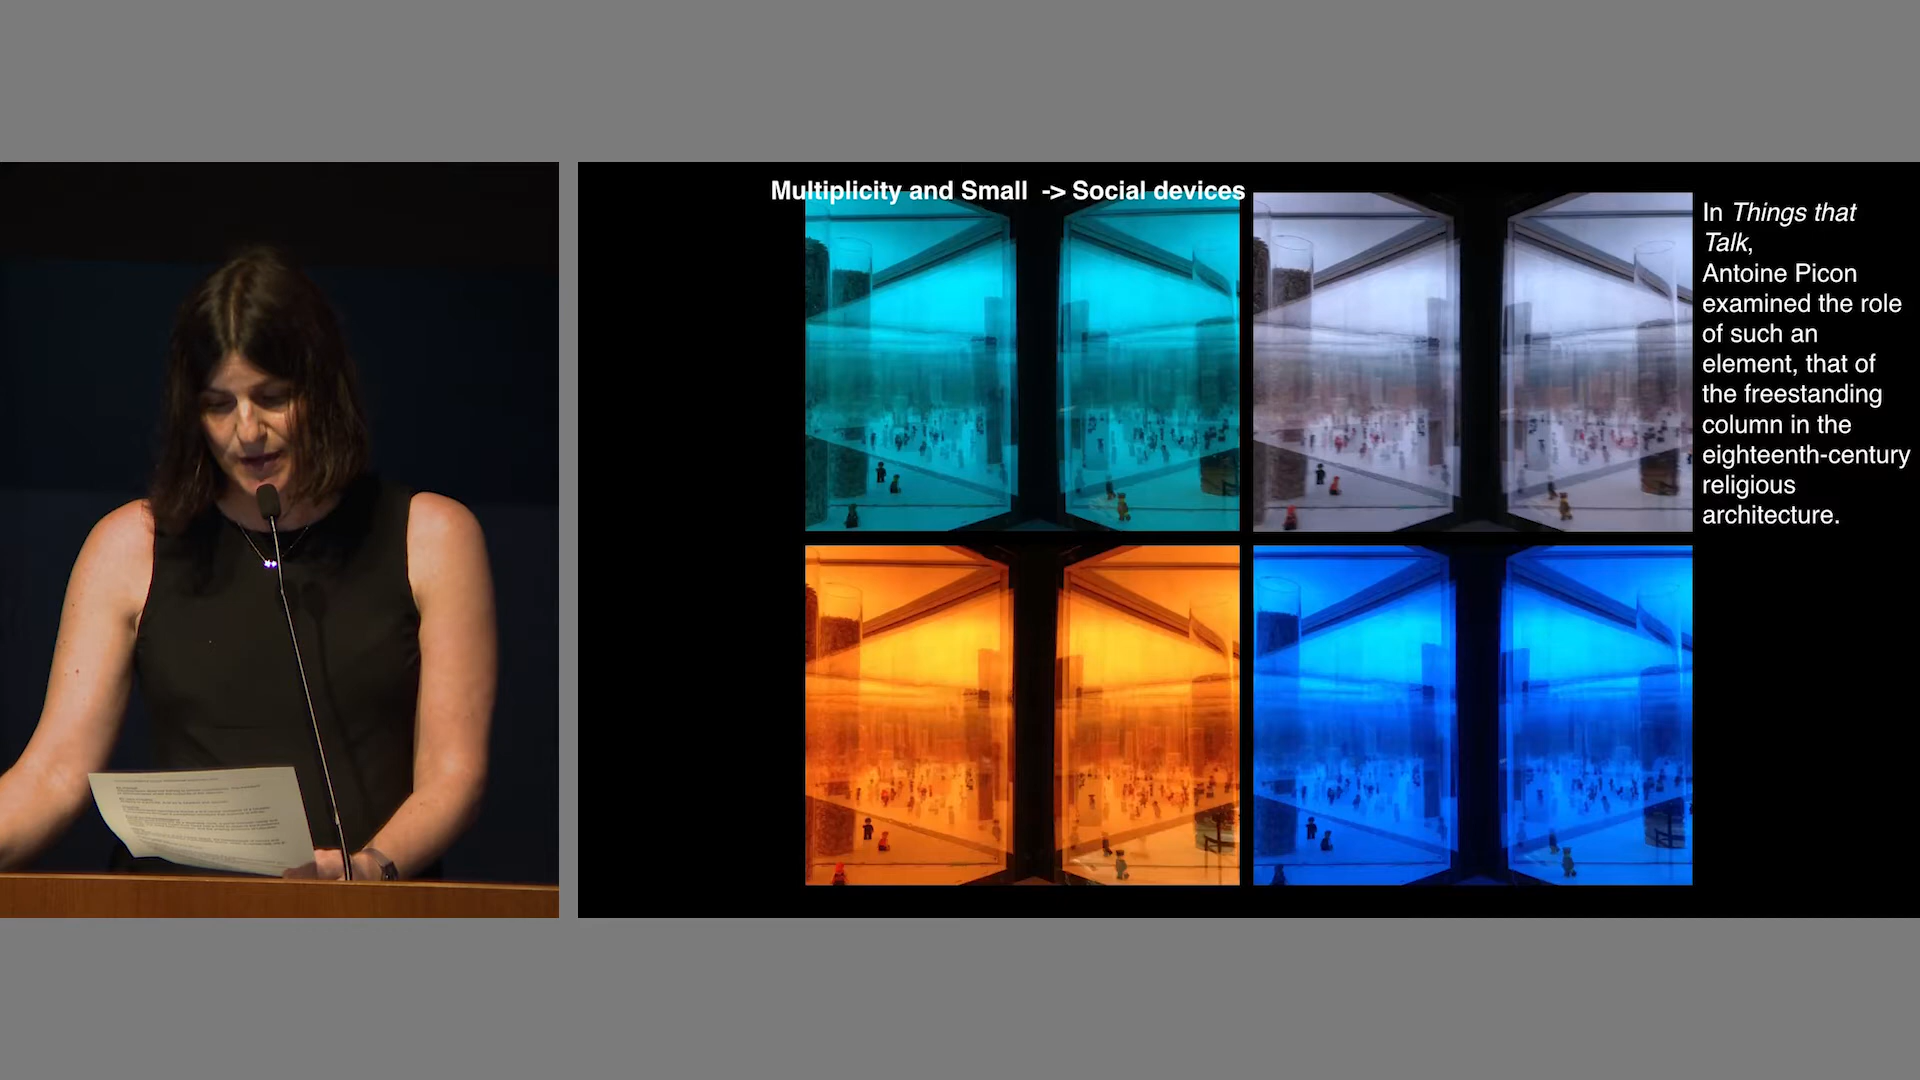 Multiplicity and Small -> Social devices
In Things that
Talk,
Antoine Picon
examined the role
of such an
element, that of
the freestanding
column in the
eighteenth-century
religious
architecture.